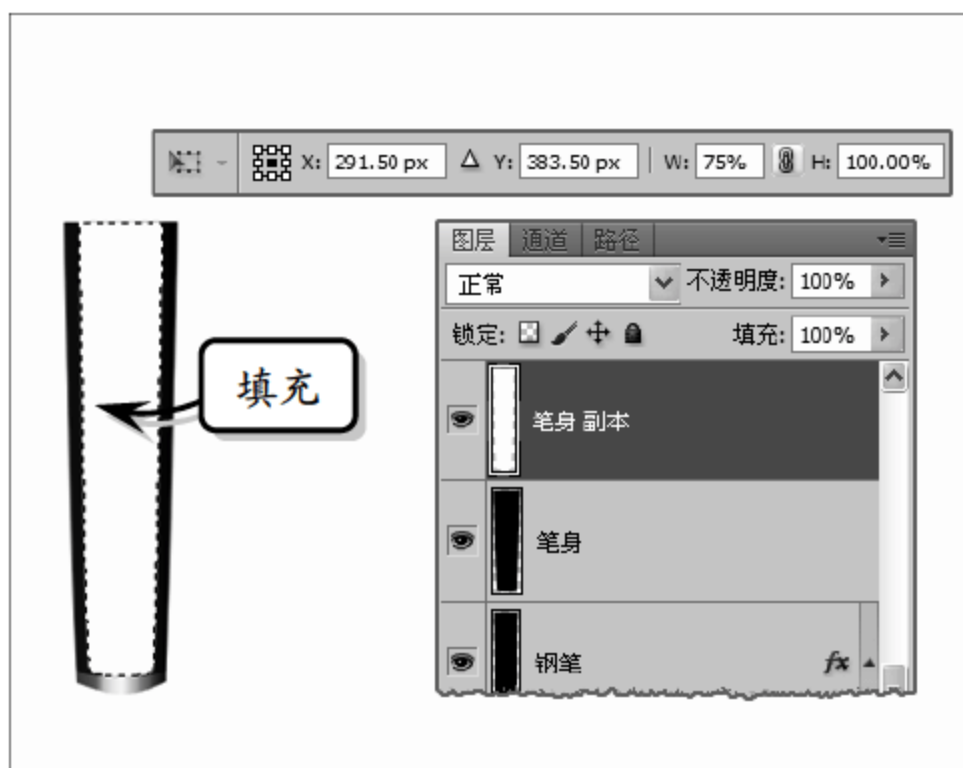 X: 291.50 px Y: 383.50 px W: 75% H: 100.00%
图层 通道 路径
正常 不透明度: 100%
锁定: 填充: 100%
填充
笔身 副本
笔身
钢笔 fx